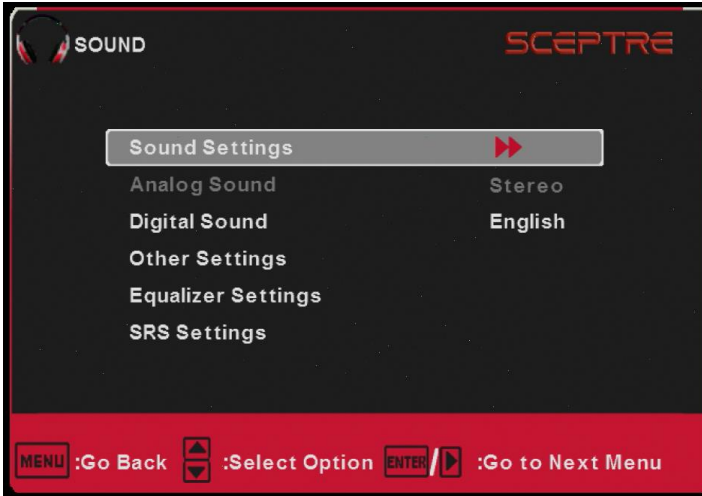 SOUND SCEPTRE
Sound Settings
Analog Sound Stereo
Digital Sound English
Other Settings
Equalizer Settings
SRS Settings
MENU :Go Back :Select Option ENTER / :Go to Next Menu